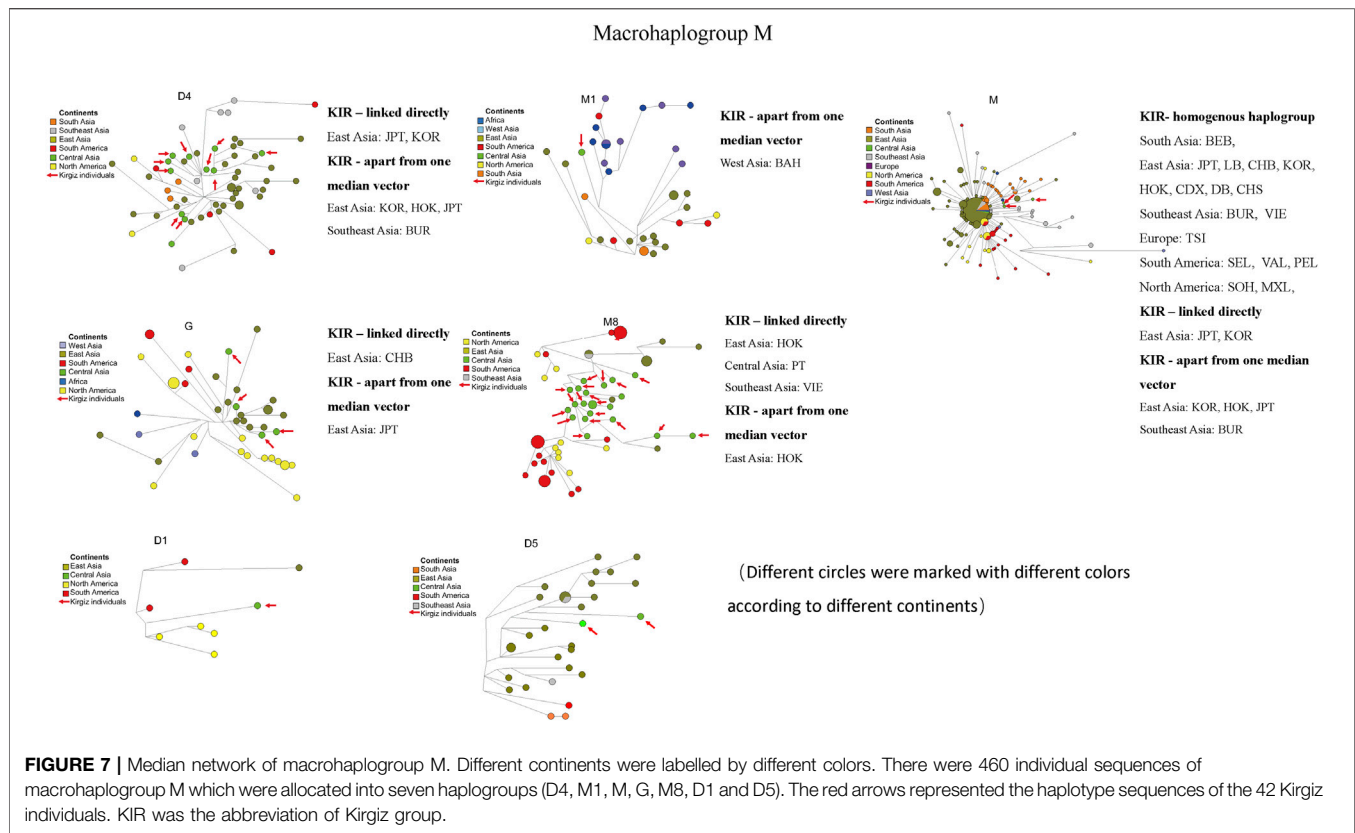 Macrohaplogroup M
D4
Continents
South Asia
Southeast Asia
East Asia
South America
Central Asia
North America
Kirgiz individuals
KIR – linked directly
East Asia: JPT, KOR
KIR - apart from one
median vector
East Asia: KOR, HOK, JPT
Southeast Asia: BUR
M1
Continents
Africa
West Asia
East Asia
South America
Central Asia
North America
South Asia
Kirgiz individuals
KIR - apart from one
median vector
West Asia: BAH
M
Continents
South Asia
East Asia
Central Asia
Southeast Asia
Europe
North America
South America
West Asia
Kirgiz individuals
KIR- homogenous haplogroup
South Asia: BEB,
East Asia: JPT, LB, CHB, KOR,
HOK, CDX, DB, CHS
Southeast Asia: BUR, VIE
Europe: TSI
South America: SEL, VAL, PEL
North America: SOH, MXL,
KIR – linked directly
East Asia: JPT, KOR
KIR - apart from one median
vector
East Asia: KOR, HOK, JPT
Southeast Asia: BUR
G
Continents
West Asia
East Asia
South America
Central Asia
Africa
North America
Kirgiz individuals
KIR – linked directly
East Asia: CHB
KIR - apart from one
median vector
East Asia: JPT
M8
Continents
North America
East Asia
Central Asia
South America
Southeast Asia
Kirgiz individuals
KIR – linked directly
East Asia: HOK
Central Asia: PT
Southeast Asia: VIE
KIR - apart from one
median vector
East Asia: HOK
D1
Continents
East Asia
Central Asia
North America
South America
Kirgiz individuals
D5
Continents
South Asia
East Asia
Central Asia
South America
Southeast Asia
Kirgiz individuals
（Different circles were marked with different colors
according to different continents）
FIGURE 7 | Median network of macrohaplogroup M. Different continents were labelled by different colors. There were 460 individual sequences of
macrohaplogroup M which were allocated into seven haplogroups (D4, M1, M, G, M8, D1 and D5). The red arrows represented the haplotype sequences of the 42 Kirgiz
individuals. KIR was the abbreviation of Kirgiz group.